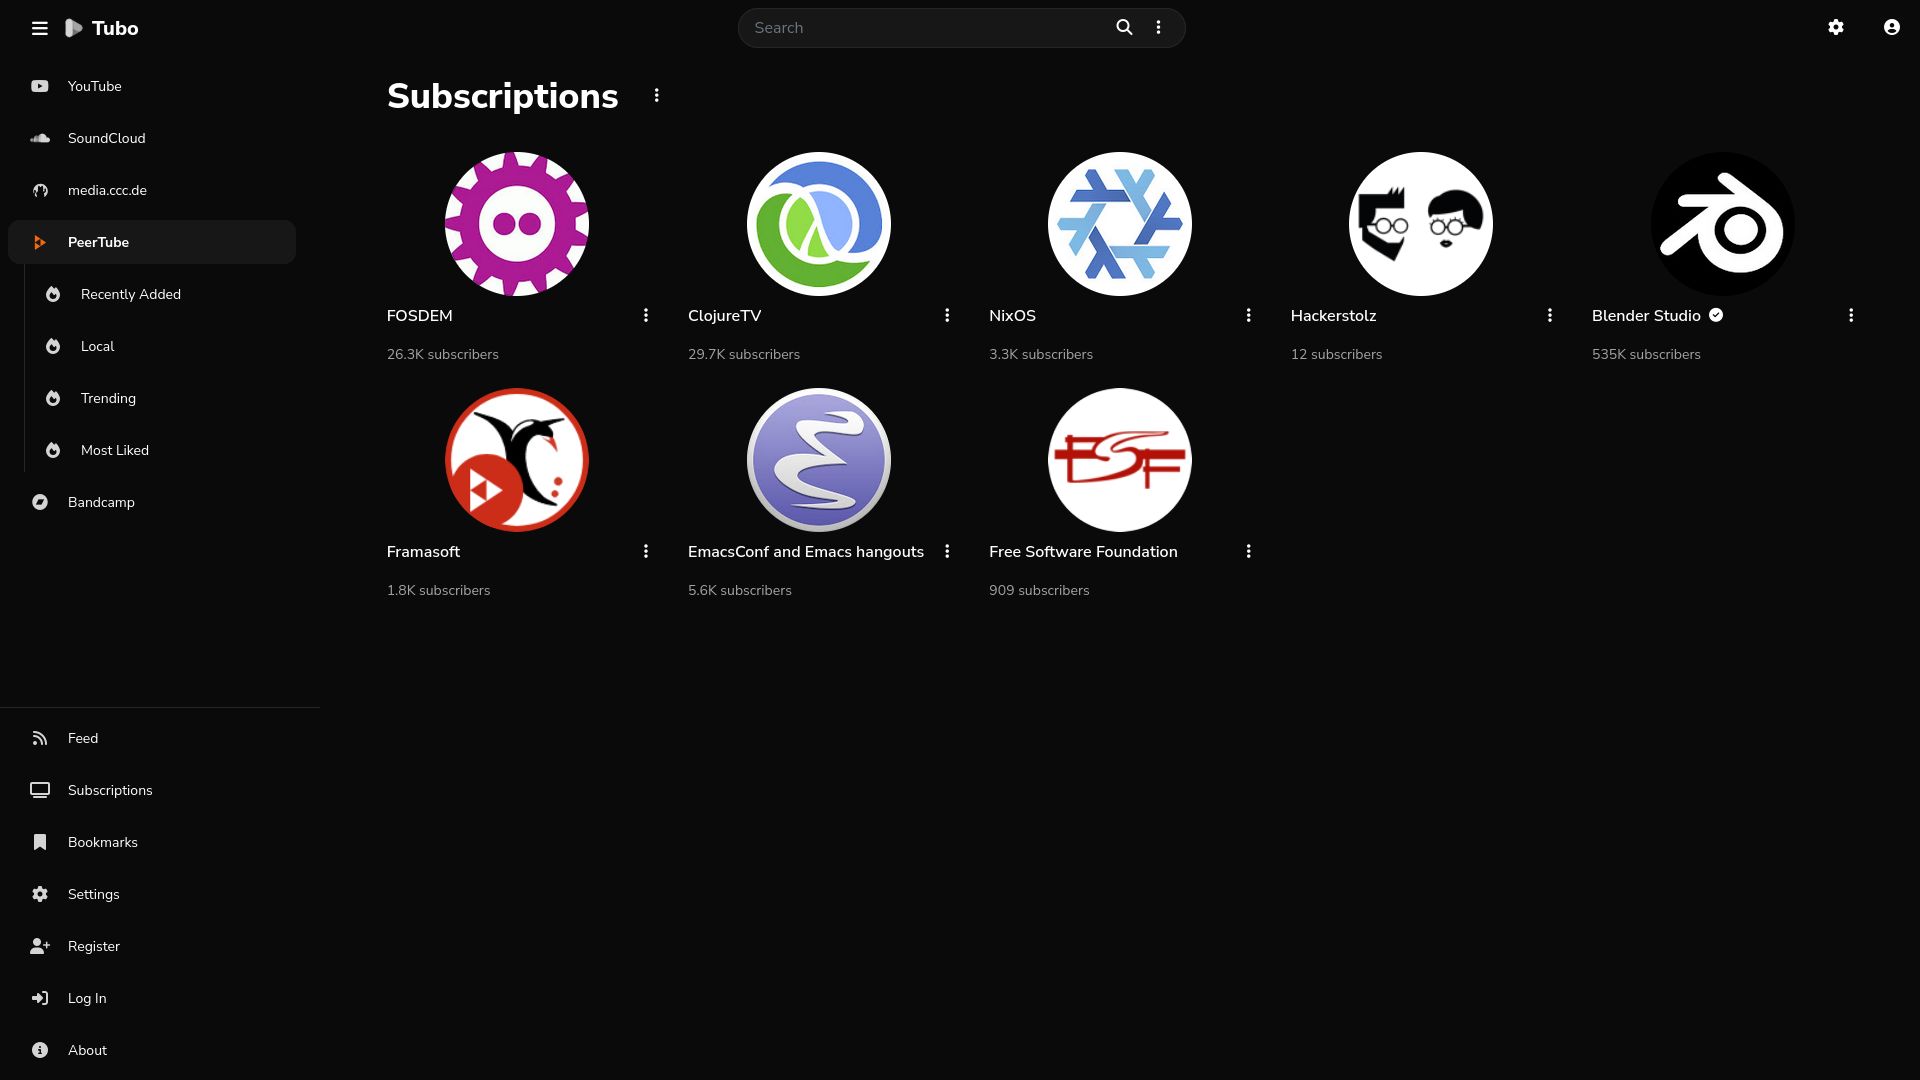 Tubo
Search
YouTube
SoundCloud
media.ccc.de
PeerTube
Recently Added
Local
Trending
Most Liked
Bandcamp
Feed
Subscriptions
Bookmarks
Settings
Register
Log In
About
Subscriptions
FOSDEM
26.3K subscribers
ClojureTV
29.7K subscribers
NixOS
3.3K subscribers
Hackerstolz
12 subscribers
Blender Studio
535K subscribers
Framasoft
1.8K subscribers
EmacsConf and Emacs hangouts
5.6K subscribers
FSF
Free Software Foundation
909 subscribers